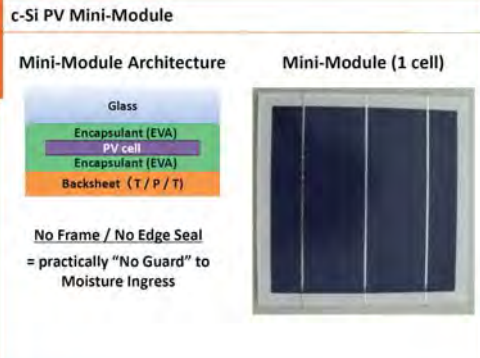 c-Si PV Mini-Module
Mini-Module Architecture
Mini-Module (1 cell)
Glass
Encapsulant (EVA)
PV cell
Encapsulant (EVA)
Backsheet (T / P / T)
No Frame / No Edge Seal
= practically “No Guard” to
Moisture Ingress